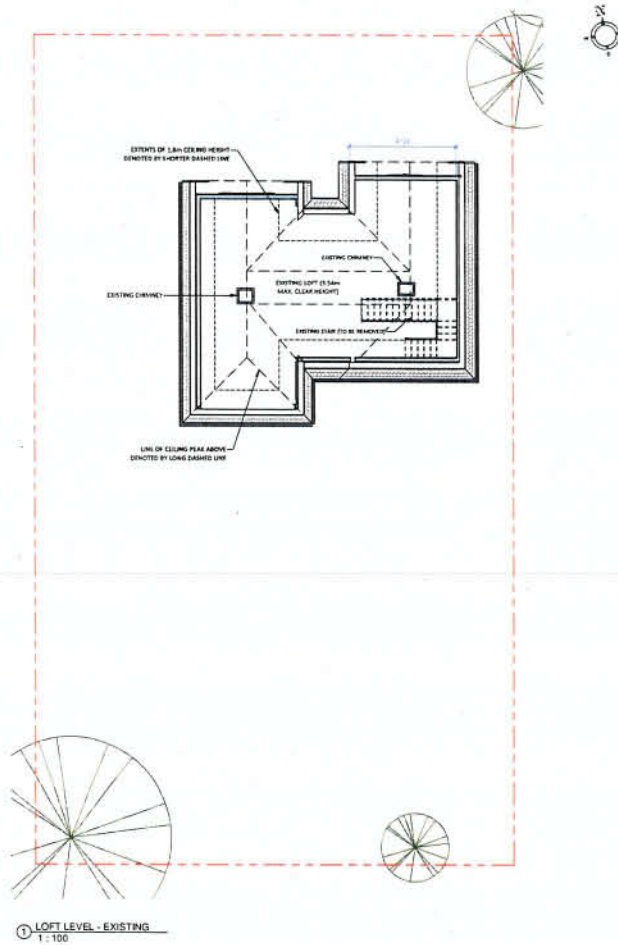 N
EXTENTS OF 1.8m CEILING HEIGHT
DENOTED BY SHORTER DASHED LINE
EXISTING CHIMNEY
EXISTING CHIMNEY
EXISTING LOFT (3.54m
MAX. CLEAR HEIGHT)
EXISTING STAIR (TO BE REMOVED)
LINE OF CEILING PEAK ABOVE
DENOTED BY LONG DASHED LINE
1 LOFT LEVEL - EXISTING
1 : 100